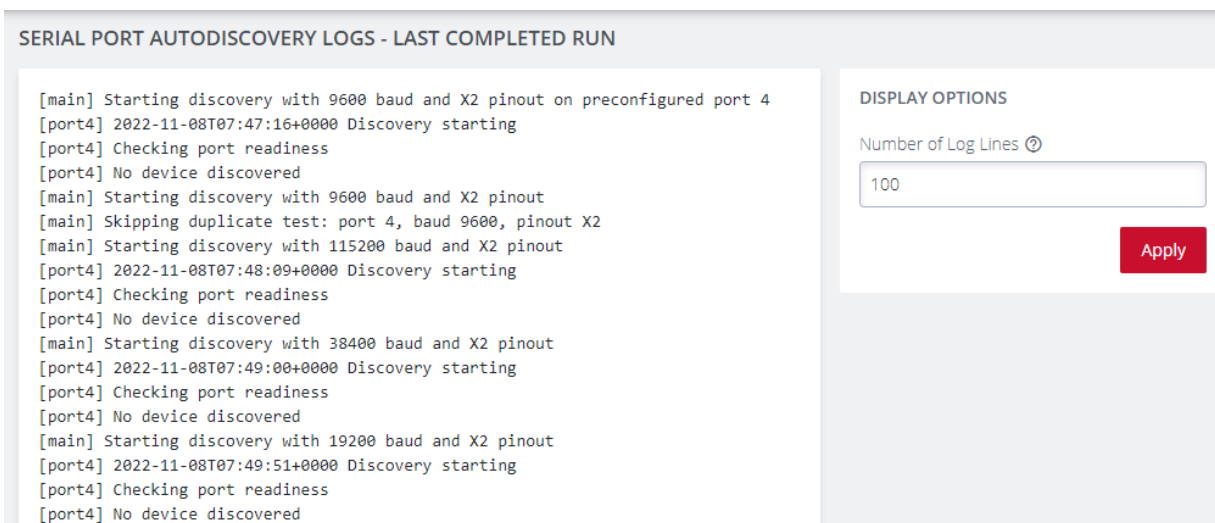 SERIAL PORT AUTODISCOVERY LOGS - LAST COMPLETED RUN
[main] Starting discovery with 9600 baud and X2 pinout on preconfigured port 4
[port4] 2022-11-08T07:47:16+0000 Discovery starting
[port4] Checking port readiness
[port4] No device discovered
[main] Starting discovery with 9600 baud and X2 pinout
[main] Skipping duplicate test: port 4, baud 9600, pinout X2
[main] Starting discovery with 115200 baud and X2 pinout
[port4] 2022-11-08T07:48:09+0000 Discovery starting
[port4] Checking port readiness
[port4] No device discovered
[main] Starting discovery with 38400 baud and X2 pinout
[port4] 2022-11-08T07:49:00+0000 Discovery starting
[port4] Checking port readiness
[port4] No device discovered
[main] Starting discovery with 19200 baud and X2 pinout
[port4] 2022-11-08T07:49:51+0000 Discovery starting
[port4] Checking port readiness
[port4] No device discovered
DISPLAY OPTIONS
Number of Log Lines
100
Apply